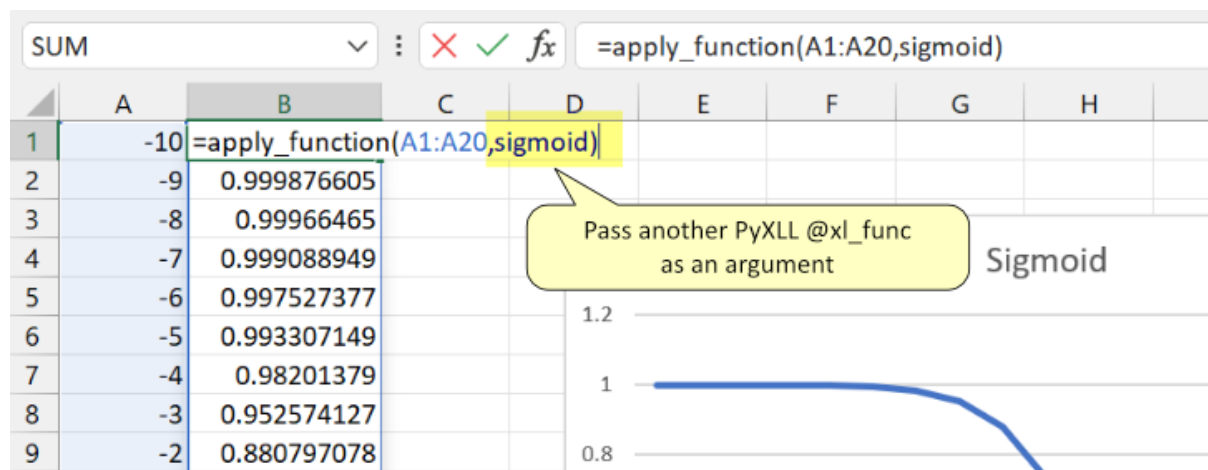 SUM fx =apply_function(A1:A20,sigmoid)
A B C D E F G H
1 -10 =apply_function(A1:A20,sigmoid)
2 -9 0.999876605
3 -8 0.99966465
Pass another PyXLL @xl_func
4 -7 0.999088949
as an argument
Sigmoid
5 -6 0.997527377
1.2
6 -5 0.993307149
7 -4 0.98201379
1
8 -3 0.952574127
9 -2 0.880797078
0.8